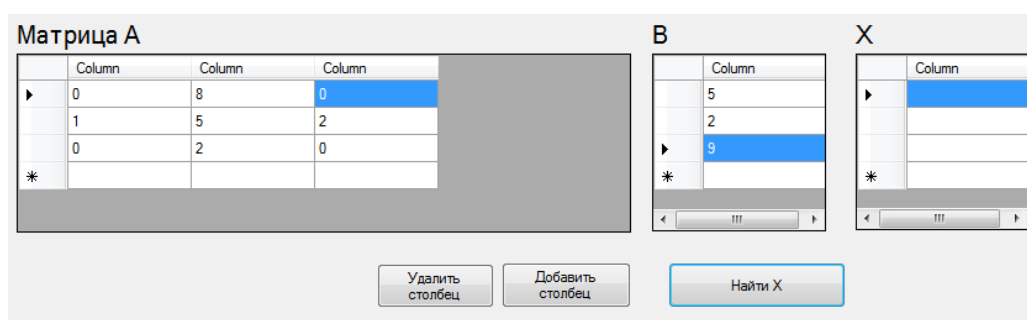 Матрица А
B
X
Column Column Column
Column
Column
0 8 0
5
1 5 2
2
0 2 0
9
Удалить
столбец
Добавить
столбец
Найти X